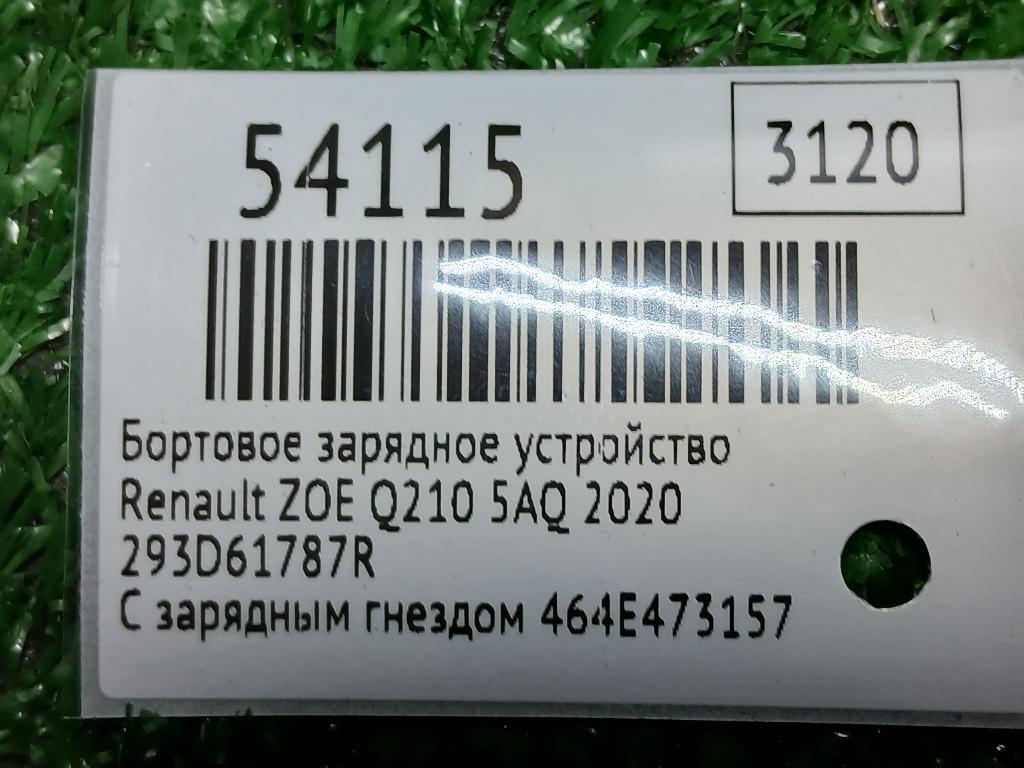 54115
3120
Бортовое зарядное устройство
Renault ZOE Q210 5AQ 2020
293D61787R
С зарядным гнездом 464E473157